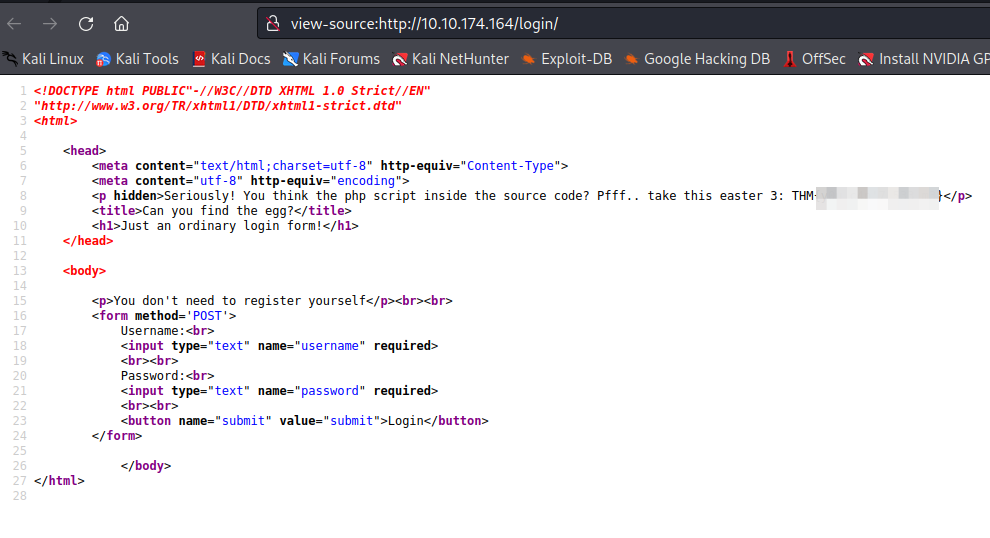 view-source:http://10.10.174.164/login/
Kali Linux Kali Tools Kali Docs Kali Forums Kali NetHunter Exploit-DB Google Hacking DB OffSec Install NVIDIA GP
1 <!DOCTYPE html PUBLIC"-//W3C//DTD XHTML 1.0 Strict//EN"
2 "http://www.w3.org/TR/xhtml1/DTD/xhtml1-strict.dtd"
3 <html>
4
5 <head>
6 <meta content="text/html;charset=utf-8" http-equiv="Content-Type">
7 <meta content="utf-8" http-equiv="encoding">
8 <p hidden>Seriously! You think the php script inside the source code? Pfff.. take this easter 3: THM }</p>
9 <title>Can you find the egg?</title>
10 <h1>Just an ordinary login form!</h1>
11 </head>
12
13 <body>
14
15 <p>You don't need to register yourself</p><br><br>
16 <form method='POST'>
17 Username:<br>
18 <input type="text" name="username" required>
19 <br><br>
20 Password:<br>
21 <input type="text" name="password" required>
22 <br><br>
23 <button name="submit" value="submit">Login</button>
24 </form>
25
26 </body>
27 </html>
28